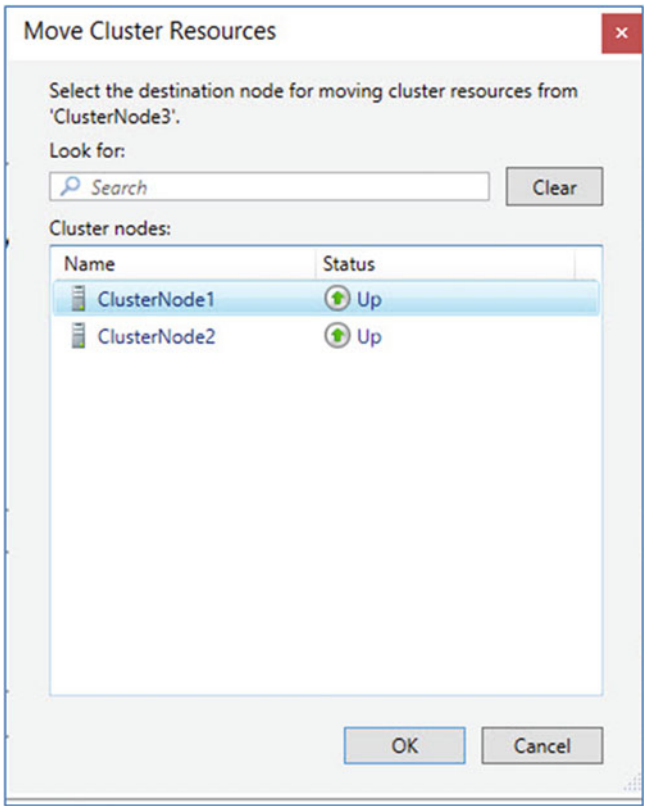 Move Cluster Resources
Select the destination node for moving cluster resources from
'ClusterNode3'.
Look for:
Search
Clear
Cluster nodes:
Name Status
ClusterNode1 Up
ClusterNode2 Up
OK Cancel